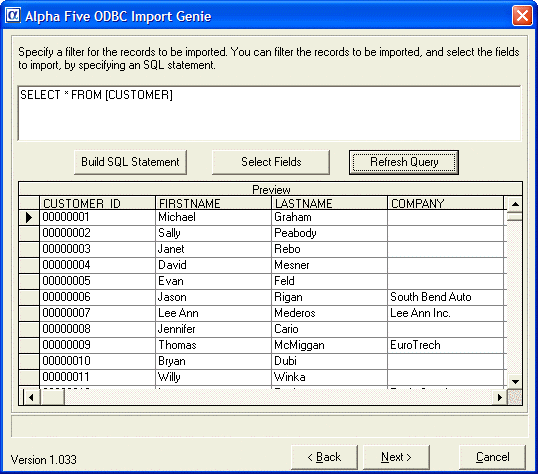 Alpha Five ODBC Import Genie
Specify a filter for the records to be imported. You can filter the records to be imported, and select the fields
to import, by specifying an SQL statement.
SELECT * FROM [CUSTOMER]
Build SQL Statement Select Fields Refresh Query
Preview
CUSTOMER_ID FIRSTNAME LASTNAME COMPANY
00000001 Michael Graham
00000002 Sally Peabody
00000003 Janet Rebo
00000004 David Mesner
00000005 Evan Feld
00000006 Jason Rigan South Bend Auto
00000007 Lee Ann Mederos Lee Ann Inc.
00000008 Jennifer Cario
00000009 Thomas McMiggan EuroTrech
00000010 Bryan Dubi
00000011 Willy Winka
Version 1.033 < Back Next > Cancel